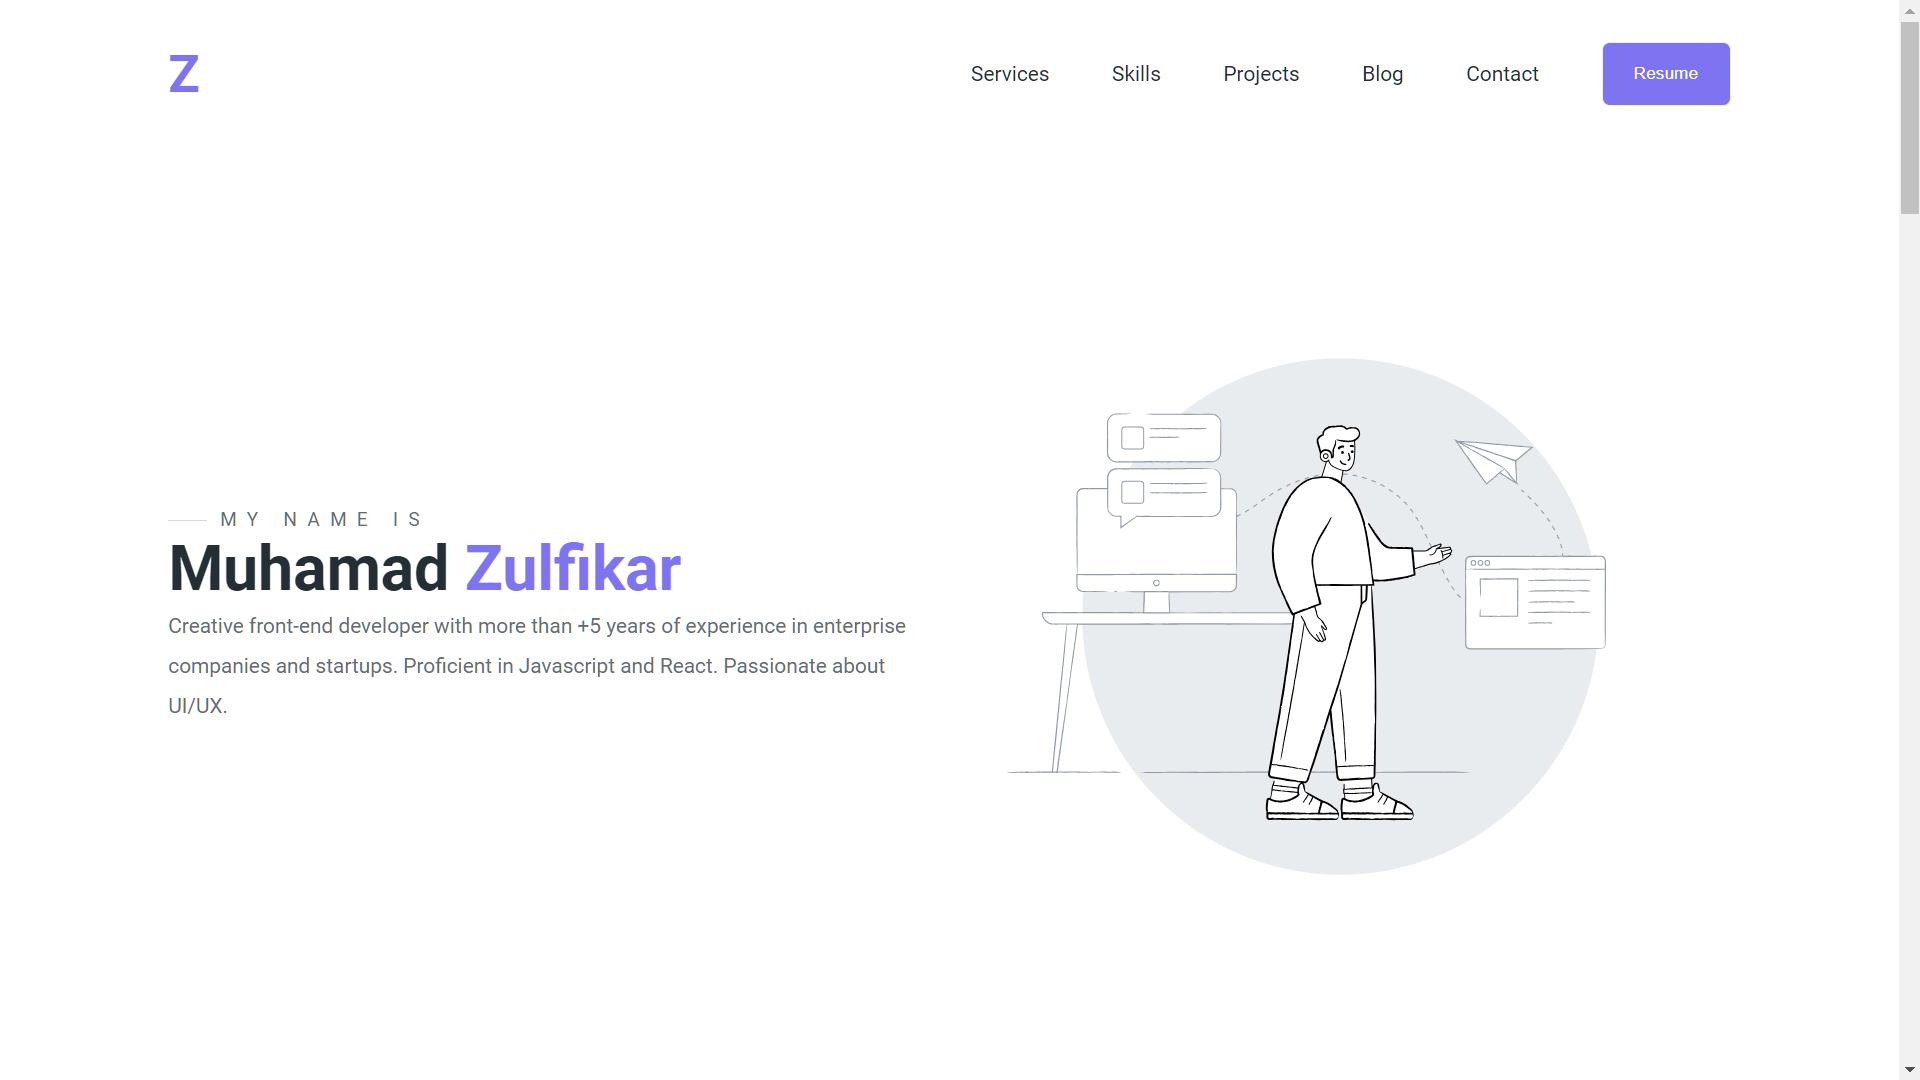 Z
Services Skills Projects Blog Contact Resume
MY NAME IS
Muhamad Zulfikar
Creative front-end developer with more than +5 years of experience in enterprise
companies and startups. Proficient in Javascript and React. Passionate about
UI/UX.